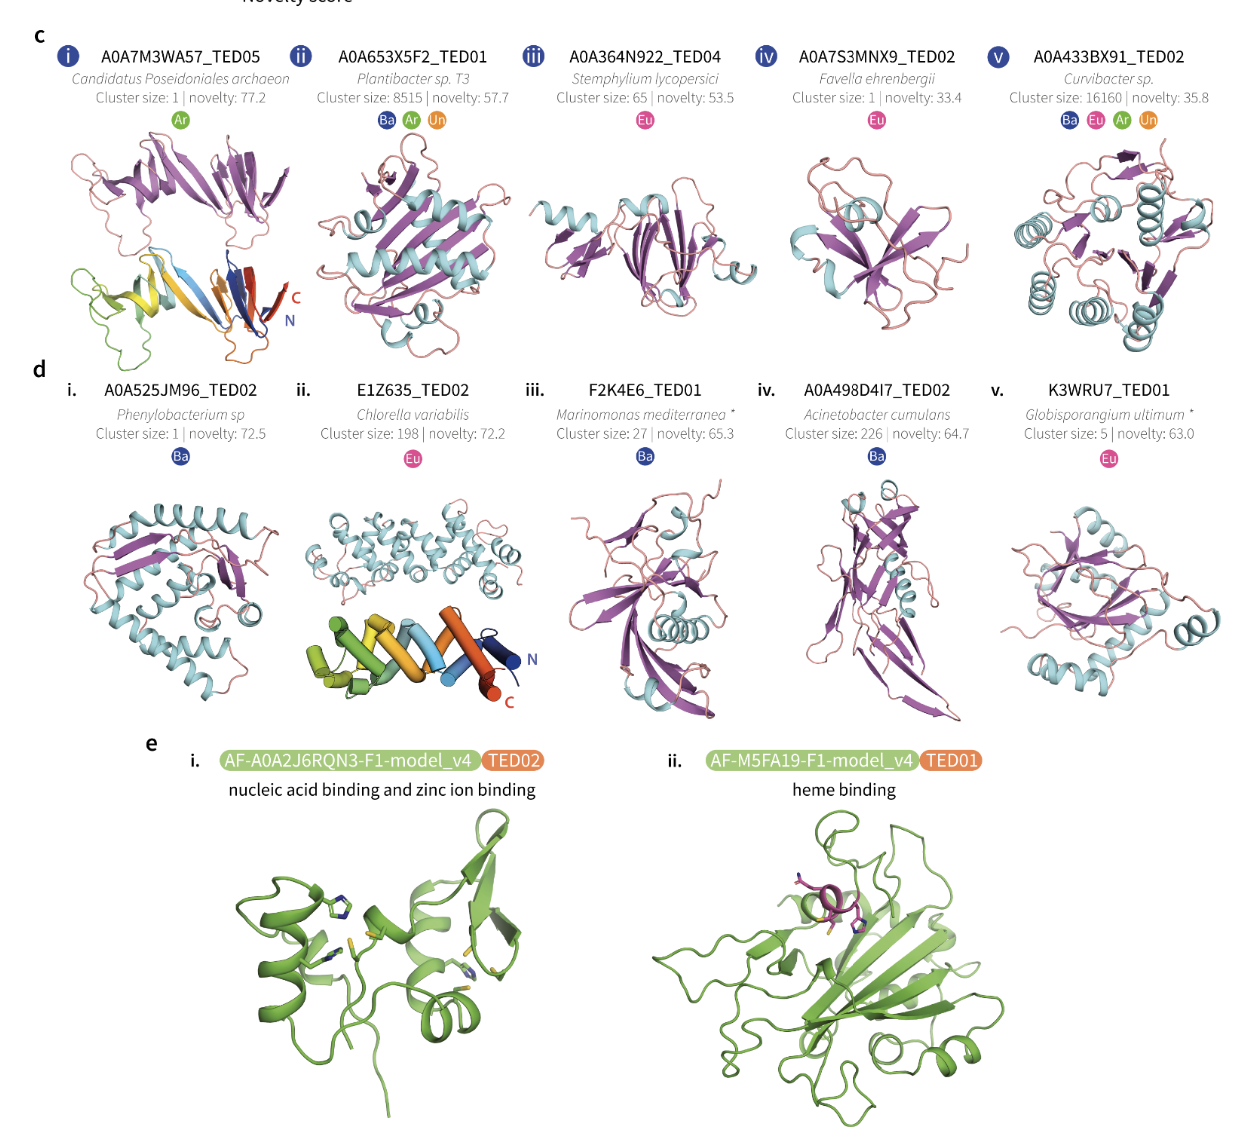 Novelty score
c
i A0A7M3WA57_TED05
Candidatus Poseidoniales archaeon
Cluster size: 1 | novelty: 77.2
Ar
C
N
ii A0A653X5F2_TED01
Plantibacter sp. T3
Cluster size: 8515 | novelty: 57.7
Ba Ar Un
iii A0A364N922_TED04
Stemphylium lycopersici
Cluster size: 65 | novelty: 53.5
Eu
iv A0A7S3MNX9_TED02
Favella ehrenbergii
Cluster size: 1 | novelty: 33.4
Eu
v A0A433BX91_TED02
Curvibacter sp.
Cluster size: 16160 | novelty: 35.8
Ba Eu Ar Un
d
i. A0A525JM96_TED02
Phenylobacterium sp
Cluster size: 1 | novelty: 72.5
Ba
ii. E1Z635_TED02
Chlorella variabilis
Cluster size: 198 | novelty: 72.2
Eu
N
C
iii. F2K4E6_TED01
Marinomonas mediterranea *
Cluster size: 27 | novelty: 65.3
Ba
iv. A0A498D4I7_TED02
Acinetobacter cumulans
Cluster size: 226 | novelty: 64.7
Ba
v. K3WRU7_TED01
Globisporangium ultimum *
Cluster size: 5 | novelty: 63.0
Eu
e
i. AF-A0A2J6RQN3-F1-model_v4 TED02
nucleic acid binding and zinc ion binding
ii. AF-M5FA19-F1-model_v4 TED01
heme binding